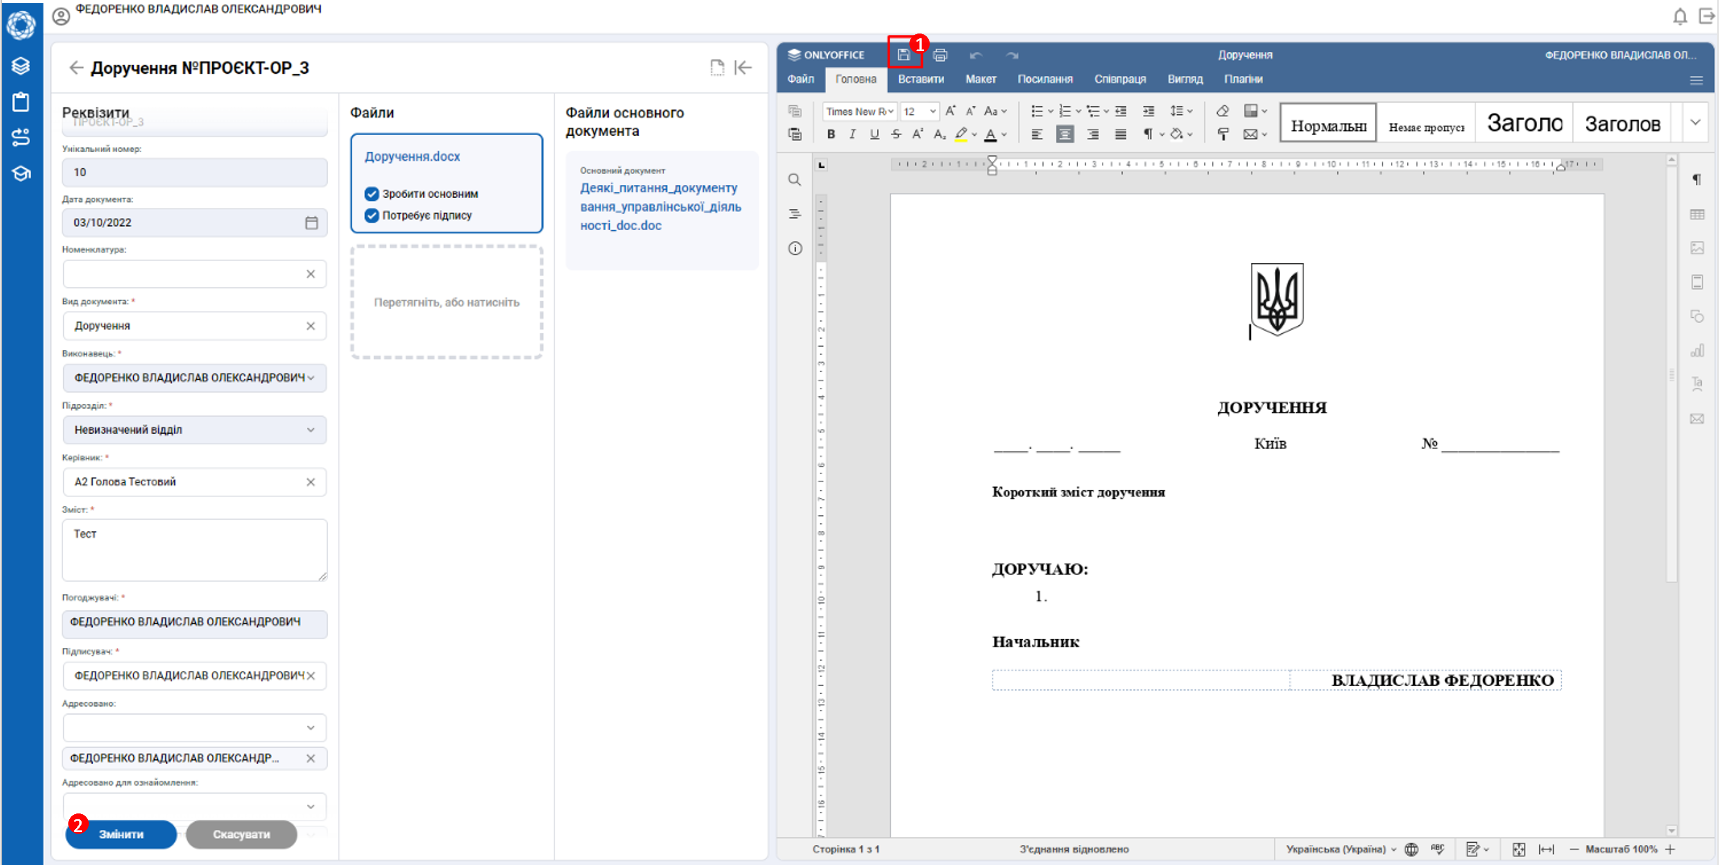 ФЕДОРЕНКО ВЛАДИСЛАВ ОЛЕКСАНДРОВИЧ
Доручення №ПРОЄКТ-ОР_3
Реквізити
ПРОЄКТ-ОР_3
Унікальний номер:
10
Дата документа:
03/10/2022
Номенклатура:
Вид документа: *
Доручення
Виконавець: *
ФЕДОРЕНКО ВЛАДИСЛАВ ОЛЕКСАНДРОВИЧ
Підрозділ: *
Невизначений відділ
Керівник: *
А2 Голова Тестовий
Зміст: *
Тест
Погоджувачі: *
ФЕДОРЕНКО ВЛАДИСЛАВ ОЛЕКСАНДРОВИЧ
Підписувач: *
ФЕДОРЕНКО ВЛАДИСЛАВ ОЛЕКСАНДРОВИЧ
Адресовано:
ФЕДОРЕНКО ВЛАДИСЛАВ ОЛЕКСАНДР...
Адресовано для ознайомлення:
2
Змінити
Скасувати
Файли
Доручення.docx
Зробити основним
Потребує підпису
Перетягніть, або натисніть
Файли основного
документа
Основний документ
Деякі_питання_документу
вання_управлінської_діяль
ності_doc.doc
ONLYOFFICE
1
Доручення
ФЕДОРЕНКО ВЛАДИСЛАВ ОЛ...
Файл Головна Вставити Макет Посилання Співпраця Вигляд Плагіни
Times New R 12
Нормальні
Немає пропуск
Заголо
Заголов
ДОРУЧЕННЯ
____. ____. _____ Київ № ______________
Короткий зміст доручення
ДОРУЧАЮ:
1.
Начальник
ВЛАДИСЛАВ ФЕДОРЕНКО
Сторінка 1 з 1
З'єднання відновлено
Українська (Україна)
Масштаб 100%